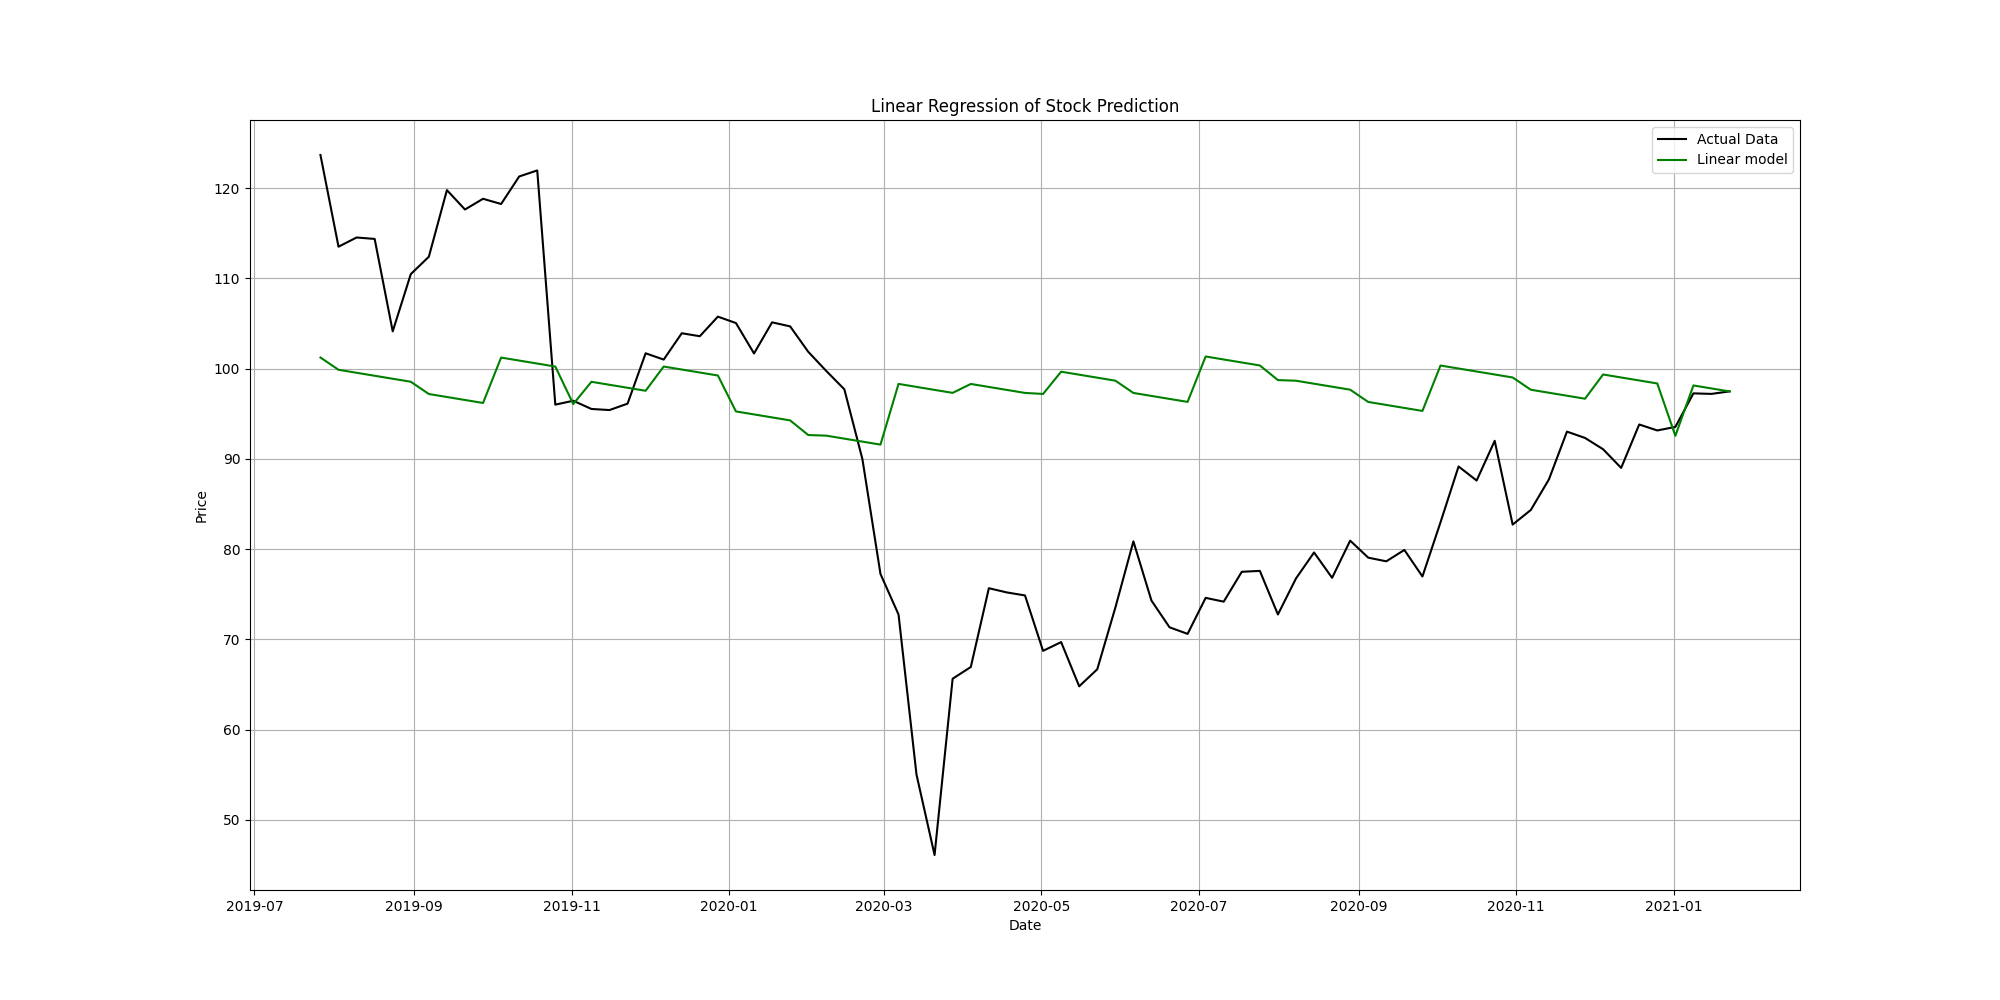 Linear Regression of Stock Prediction
Actual Data
Linear model
120
110
100
90
80
70
60
50
Price
2019-07 2019-09 2019-11 2020-01 2020-03 2020-05 2020-07 2020-09 2020-11 2021-01
Date